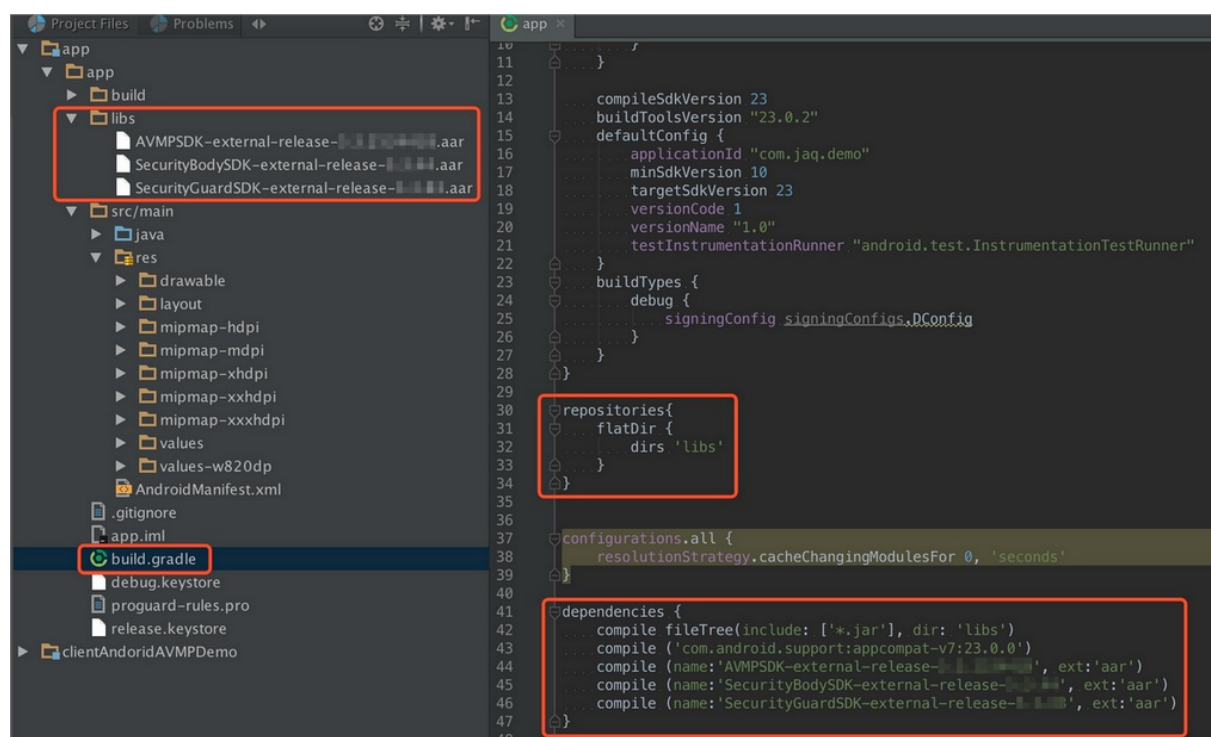 Project Files
Problems
app
app
build
libs
AVMPSDK-external-release- .aar
SecurityBodySDK-external-release- .aar
SecurityGuardSDK-external-release- .aar
src/main
java
res
drawable
layout
mipmap-hdpi
mipmap-mdpi
mipmap-xhdpi
mipmap-xxhdpi
mipmap-xxxhdpi
values
values-w820dp
AndroidManifest.xml
.gitignore
app.iml
build.gradle
debug.keystore
proguard-rules.pro
release.keystore
clientAndoridAVMPDemo
app
10 }
11 }
12
13 compileSdkVersion 23
14 buildToolsVersion "23.0.2"
15 defaultConfig {
16 applicationId "com.jaq.demo"
17 minSdkVersion 10
18 targetSdkVersion 23
19 versionCode 1
20 versionName "1.0"
21 testInstrumentationRunner "android.test.InstrumentationTestRunner"
22 }
23 buildTypes {
24 debug {
25 signingConfig signingConfigs.DConfig
26 }
27 }
28 }
29
30 repositories{
31 flatDir {
32 dirs 'libs'
33 }
34 }
35
36
37 configurations.all {
38 resolutionStrategy.cacheChangingModulesFor 0, 'seconds'
39 }
40
41 dependencies {
42 compile fileTree(include: ['*.jar'], dir: 'libs')
43 compile ('com.android.support:appcompat-v7:23.0.0')
44 compile (name:'AVMPSDK-external-release- ', ext:'aar')
45 compile (name:'SecurityBodySDK-external-release- ', ext:'aar')
46 compile (name:'SecurityGuardSDK-external-release- ', ext:'aar')
47 }